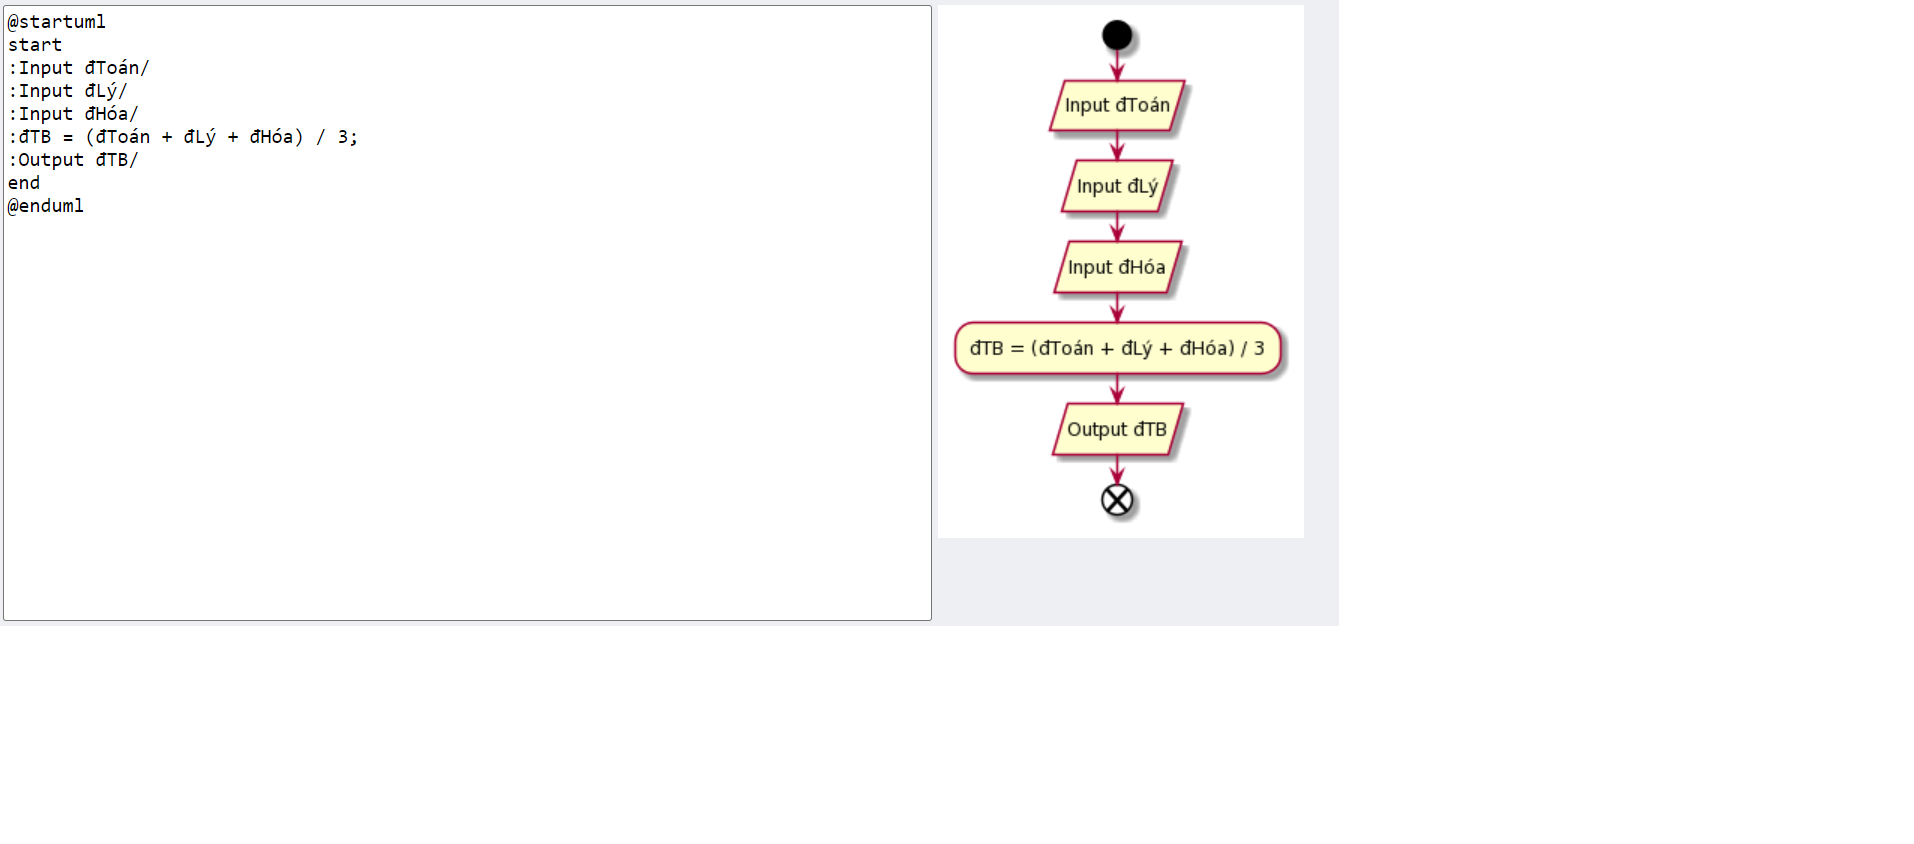 @startuml
start
:Input đToán/
:Input đLý/
:Input đHóa/
:đTB = (đToán + đLý + đHóa) / 3;
:Output đTB/
end
@enduml
Input đToán
Input đLý
Input đHóa
đTB = (đToán + đLý + đHóa) / 3
Output đTB